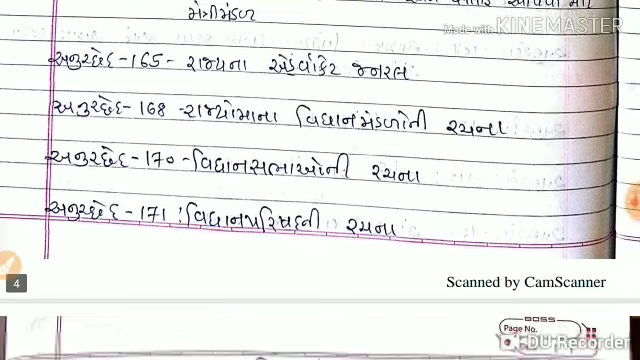 મંત્રીમંડળ
Made with KINEMASTER
અનુચ્છેદ-165- રાજ્યના એડવોકેટ જનરલ
અનુચ્છેદ-168 - રાજ્યોમાના વિધાનમંડળોની રચના
અનુચ્છેદ-170 - વિધાનસભાઓની રચના
અનુચ્છેદ-171 : વિધાનપરિષદની રચના
4
Scanned by CamScanner
BOSS
Page No.
DU Recorder